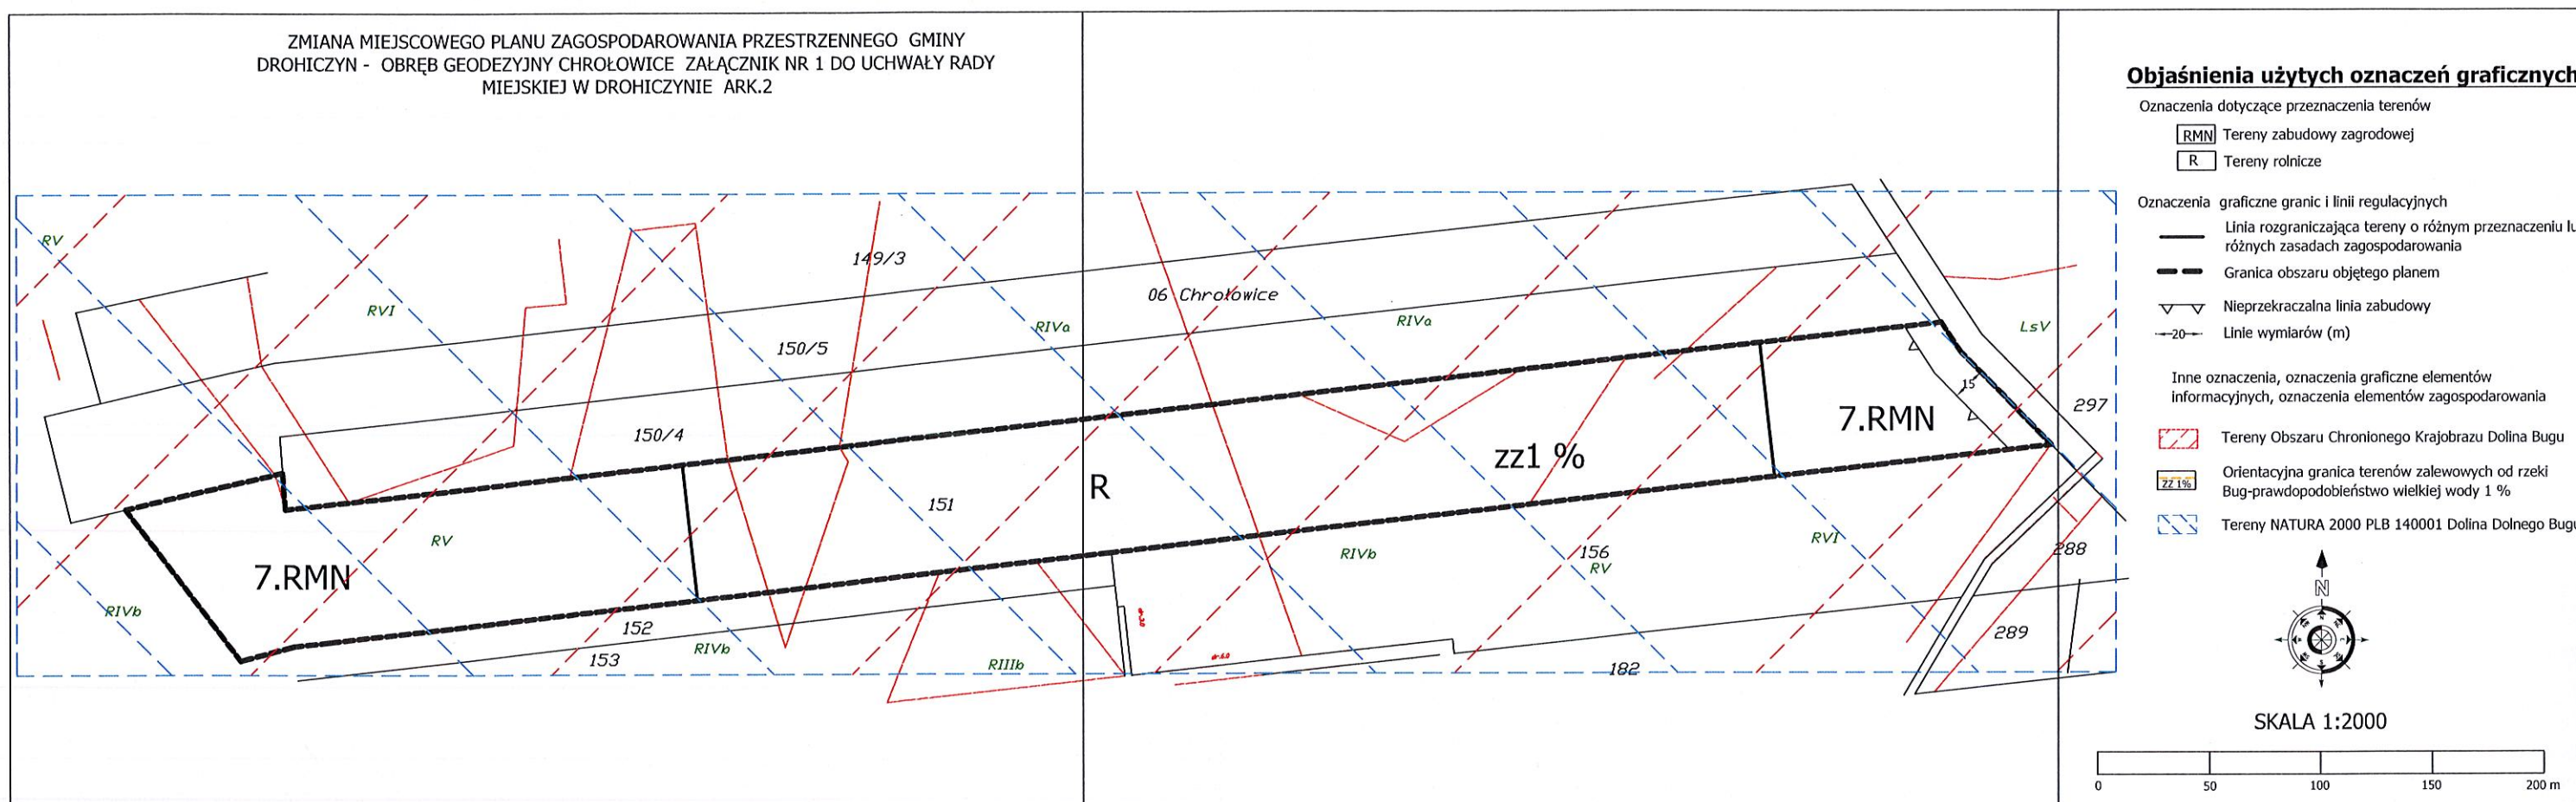 ZMIANA MIEJSCOWEGO PLANU ZAGOSPODAROWANIA PRZESTRZENNEGO GMINY
DROHICZYN - OBRĘB GEODEZYJNY CHROŁOWICE ZAŁĄCZNIK NR 1 DO UCHWAŁY RADY
MIEJSKIEJ W DROHICZYNIE ARK.2
RV
RVI
149/3
150/5
150/4
RIVa
06 Chrołowice
RIVa
LsV
297
15
7.RMN
zz1 %
R
151
RV
7.RMN
RIVb
152
153
RIVb
RIIIb
RIVb
156
RV
RVI
288
289
182
Objaśnienia użytych oznaczeń graficznych
Oznaczenia dotyczące przeznaczenia terenów
RMN Tereny zabudowy zagrodowej
R Tereny rolnicze
Oznaczenia graficzne granic i linii regulacyjnych
Linia rozgraniczająca tereny o różnym przeznaczeniu lu
różnych zasadach zagospodarowania
Granica obszaru objętego planem
Nieprzekraczalna linia zabudowy
20 Linie wymiarów (m)
Inne oznaczenia, oznaczenia graficzne elementów
informacyjnych, oznaczenia elementów zagospodarowania
Tereny Obszaru Chronionego Krajobrazu Dolina Bugu
ZZ 1% Orientacyjna granica terenów zalewowych od rzeki
Bug-prawdopodobieństwo wielkiej wody 1 %
Tereny NATURA 2000 PLB 140001 Dolina Dolnego Bugu
N
SKALA 1:2000
0 50 100 150 200 m